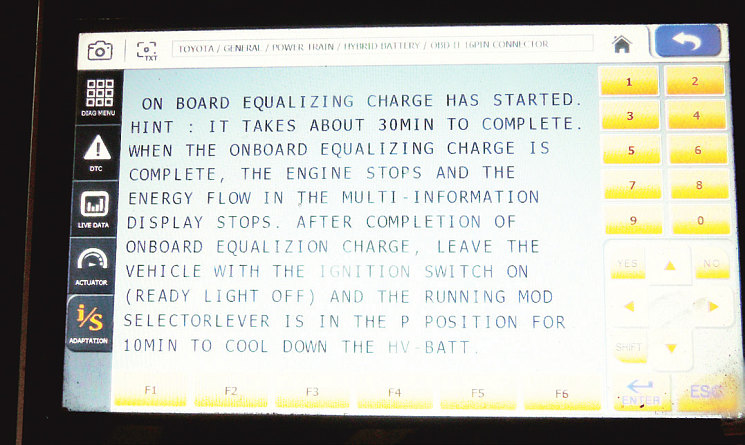 TXT
TOYOTA / GENERAL / POWER TRAIN / HYBRID BATTERY / OBD-II 16PIN CONNECTOR
DIAG MENU
DTC
LIVE DATA
ACTUATOR
i/S
ADAPTATION
ON BOARD EQUALIZING CHARGE HAS STARTED.
HINT : IT TAKES ABOUT 30MIN TO COMPLETE.
WHEN THE ONBOARD EQUALIZING CHARGE IS
COMPLETE, THE ENGINE STOPS AND THE
ENERGY FLOW IN THE MULTI-INFORMATION
DISPLAY STOPS. AFTER COMPLETION OF
ONBOARD EQUALIZION CHARGE, LEAVE THE
VEHICLE WITH THE IGNITION SWITCH ON
(READY LIGHT OFF) AND THE RUNNING MOD
SELECTORLEVER IS IN THE P POSITION FOR
10MIN TO COOL DOWN THE HV-BATT.
1 2
3 4
5 6
7 8
9 0
YES NO
SHIFT
ENTER ESC
F1 F2 F3 F4 F5 F6